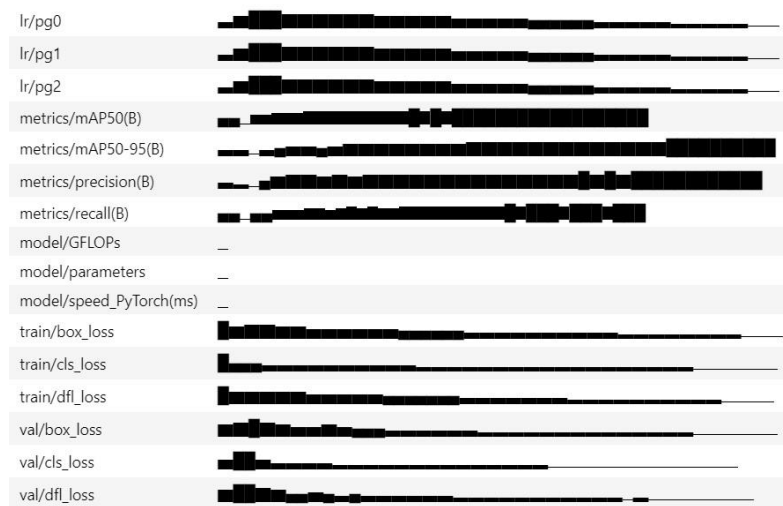 lr/pg0
lr/pg1
lr/pg2
metrics/mAP50(B)
metrics/mAP50-95(B)
metrics/precision(B)
metrics/recall(B)
model/GFLOPs
model/parameters
model/speed_PyTorch(ms)
train/box_loss
train/cls_loss
train/dfl_loss
val/box_loss
val/cls_loss
val/dfl_loss